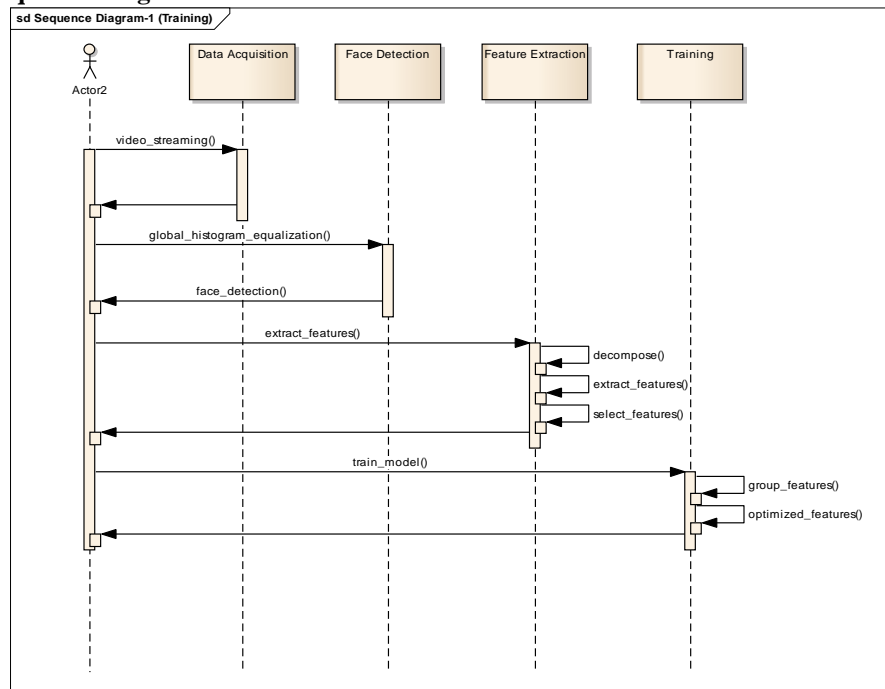 sd Sequence Diagram-1 (Training)
Actor2
Data Acquisition
Face Detection
Feature Extraction
Training
video_streaming()
global_histogram_equalization()
face_detection()
extract_features()
decompose()
extract_features()
select_features()
train_model()
group_features()
optimized_features()